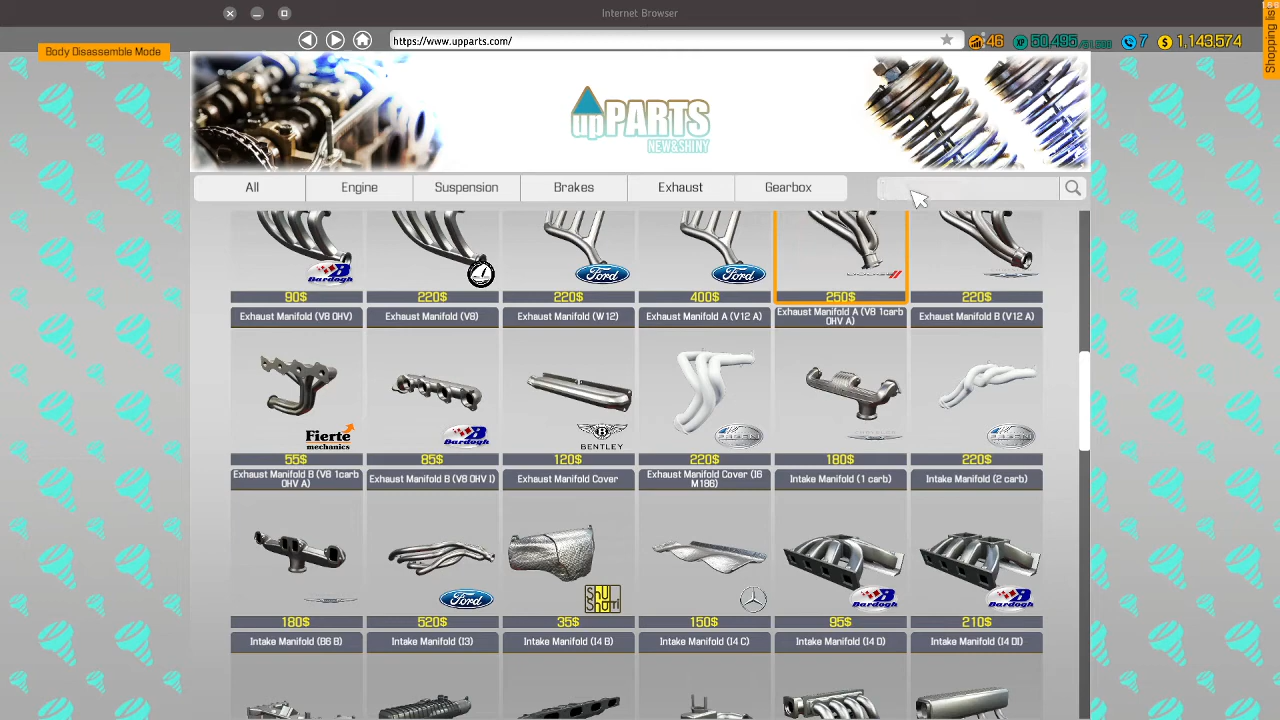 Internet Browser
Body Disassemble Mode
https://www.upparts.com/
46
50,495/51,699
7
1,143,574
Shopping list
upPARTS
NEW&SHINY
All
Engine
Suspension
Brakes
Exhaust
Gearbox
Bardogh
Ford
Ford
90$
220$
220$
400$
250$
220$
Exhaust Manifold (V8 OHV)
Exhaust Manifold (V8)
Exhaust Manifold (W12)
Exhaust Manifold A (V12 A)
Exhaust Manifold A (V8 1carb OHV A)
Exhaust Manifold B (V12 A)
Fierte mechanics
Bardogh
BENTLEY
55$
85$
120$
220$
180$
220$
Exhaust Manifold B (V8 1carb OHV A)
Exhaust Manifold B (V8 OHV I)
Exhaust Manifold Cover
Exhaust Manifold Cover (I6 M186)
Intake Manifold (1 carb)
Intake Manifold (2 carb)
Ford
Shu Shu
Bardogh
Bardogh
180$
520$
35$
150$
95$
210$
Intake Manifold (B6 B)
Intake Manifold (I3)
Intake Manifold (I4 B)
Intake Manifold (I4 C)
Intake Manifold (I4 D)
Intake Manifold (I4 DI)